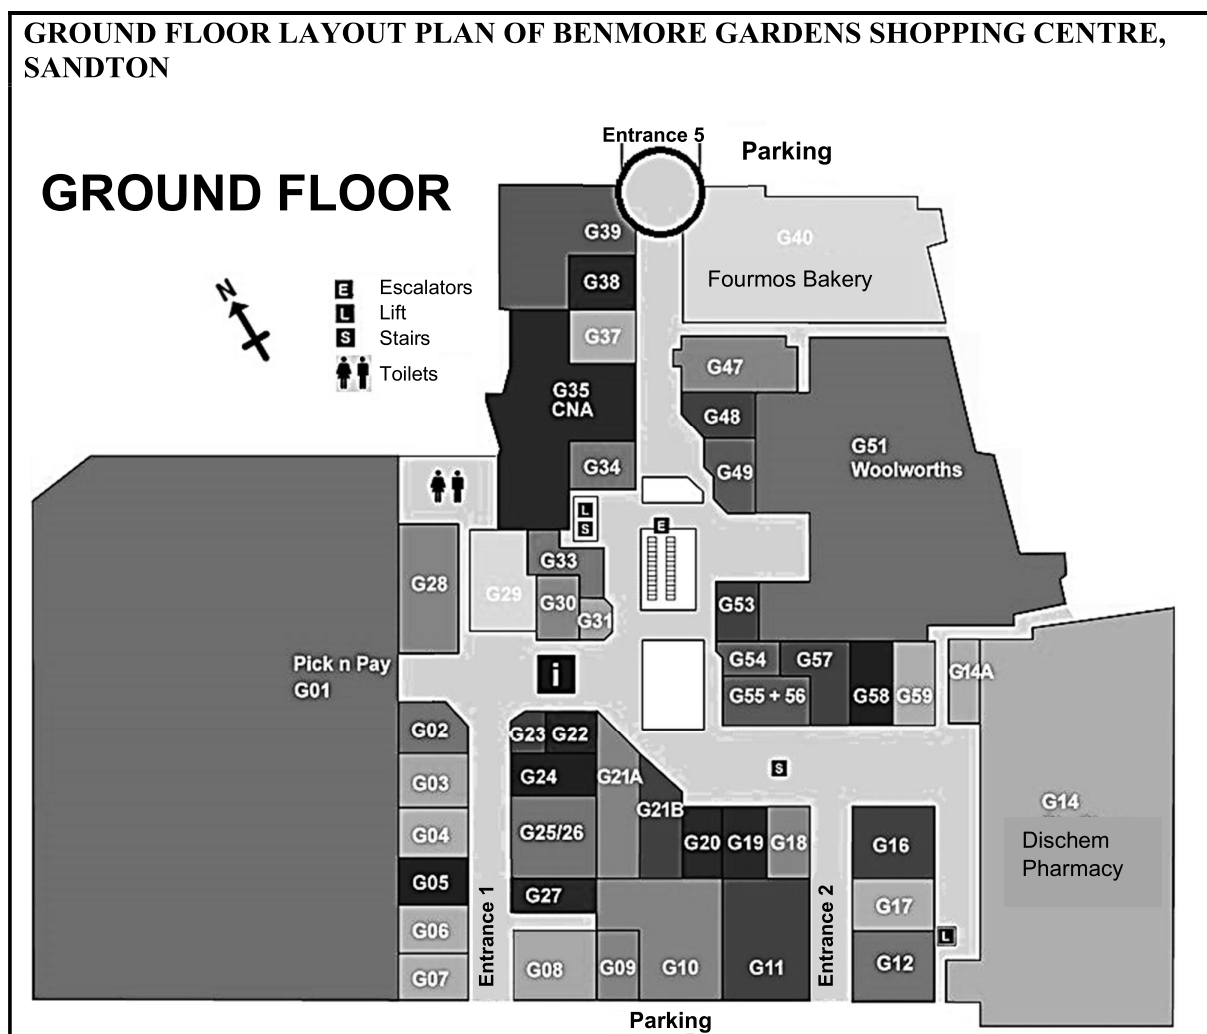 GROUND FLOOR LAYOUT PLAN OF BENMORE GARDENS SHOPPING CENTRE,
SANDTON
Entrance 5
Parking
GROUND FLOOR
N
E Escalators
L Lift
S Stairs
Toilets
G39
G40
Fourmos Bakery
G38
G37
G47
G35
CNA
G48
G51
Woolworths
G34
G49
L
S
E
G33
G28
G29
G30
G31
G53
Pick n Pay
G01
i
G54
G57
G14A
G55 + 56
G58
G59
G02
G23
G22
G03
G24
G21A
S
G21B
G14
Dischem
Pharmacy
G04
G25/26
G20
G19
G18
G16
G05
G27
G17
G06
Entrance 1
Entrance 2
L
G07
G08
G09
G10
G11
G12
Parking